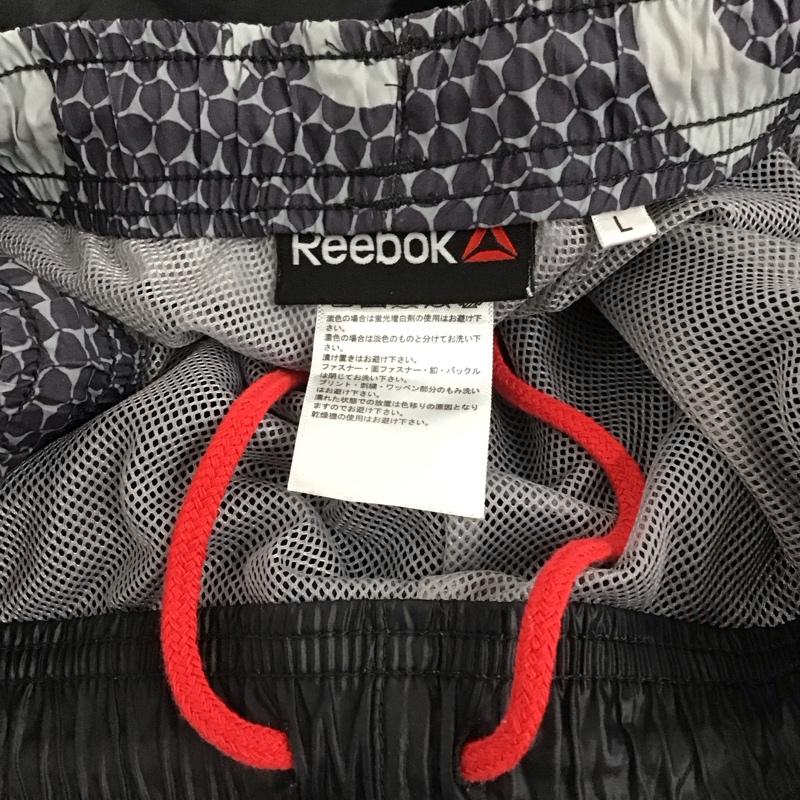 Reebok
L
淡色の場合は蛍光増白剤の使用はお避け下
さい。
濃色の場合は淡色のものと分けてお洗い下
さい。
漬け置きはお避け下さい。
ファスナー・面ファスナー・釦・バックル
は閉じてお洗い下さい。
プリント・刺繍・ワッペン部分のもみ洗い
はお避け下さい。
濡れた状態での放置は色移りの原因となり
ますのでお避け下さい。
乾燥機の使用はお避け下さい。